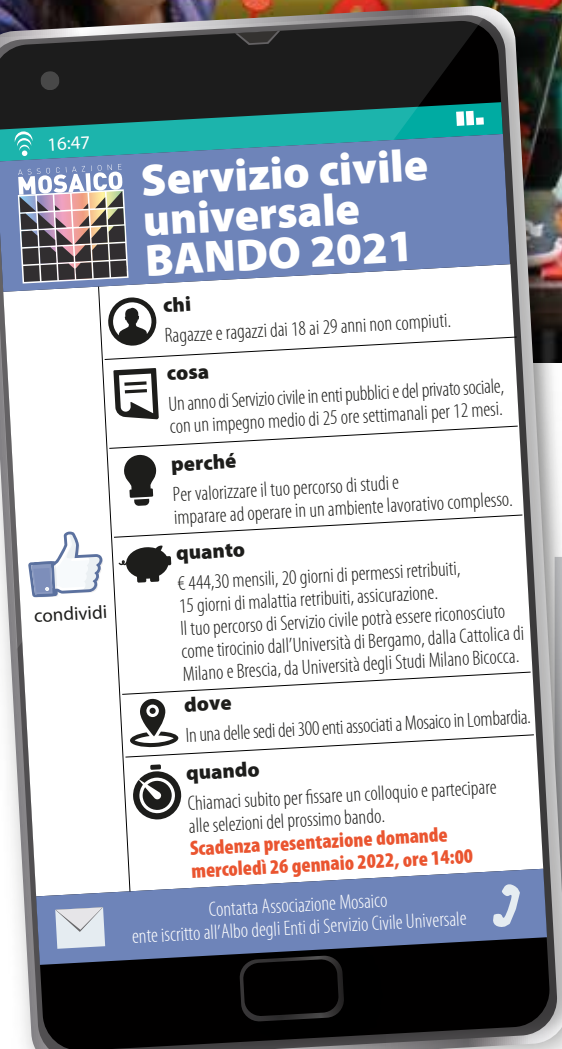 16:47
ASSOCIAZIONE
MOSAICO
Servizio civile
universale
BANDO 2021
chi
Ragazze e ragazzi dai 18 ai 29 anni non compiuti.
cosa
Un anno di Servizio civile in enti pubblici e del privato sociale,
con un impegno medio di 25 ore settimanali per 12 mesi.
perché
Per valorizzare il tuo percorso di studi e
imparare ad operare in un ambiente lavorativo complesso.
condividi
quanto
€ 444,30 mensili, 20 giorni di permessi retribuiti,
15 giorni di malattia retribuiti, assicurazione.
Il tuo percorso di Servizio civile potrà essere riconosciuto
come tirocinio dall'Università di Bergamo, dalla Cattolica di
Milano e Brescia, da Università degli Studi Milano Bicocca.
dove
In una delle sedi dei 300 enti associati a Mosaico in Lombardia.
quando
Chiamaci subito per fissare un colloquio e partecipare
alle selezioni del prossimo bando.
Scadenza presentazione domande
mercoledì 26 gennaio 2022, ore 14:00
Contatta Associazione Mosaico
ente iscritto all'Albo degli Enti di Servizio Civile Universale